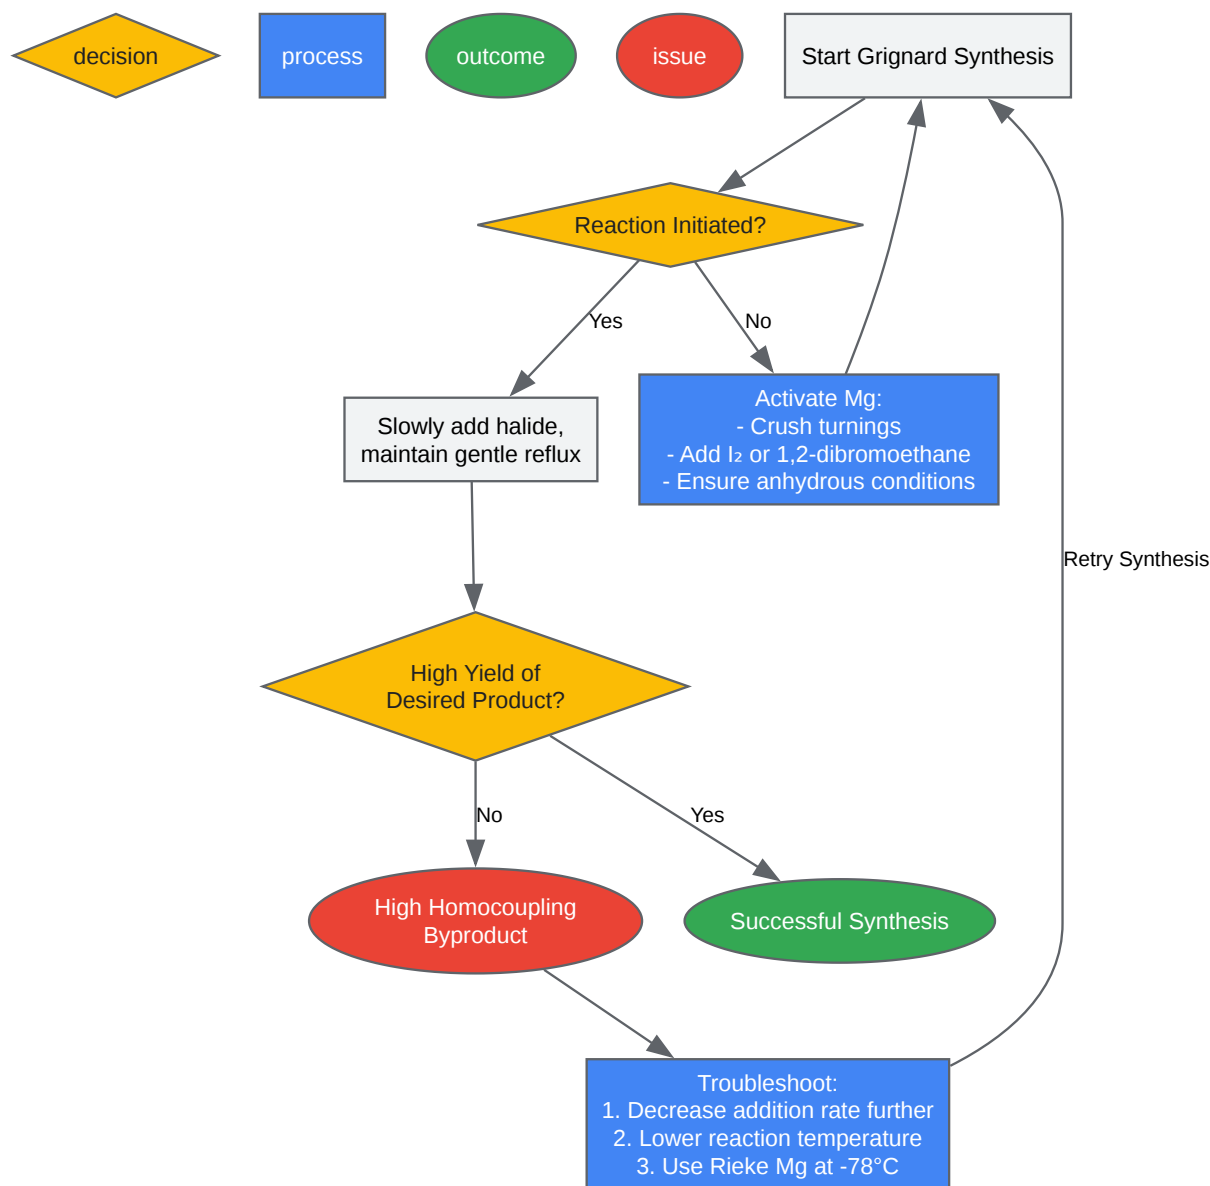 decision
process
outcome
issue
Start Grignard Synthesis
Reaction Initiated?
Yes
No
Slowly add halide,
maintain gentle reflux
Activate Mg:
- Crush turnings
- Add I₂ or 1,2-dibromoethane
- Ensure anhydrous conditions
Retry Synthesis
High Yield of
Desired Product?
No
Yes
High Homocoupling
Byproduct
Successful Synthesis
Troubleshoot:
1. Decrease addition rate further
2. Lower reaction temperature
3. Use Rieke Mg at -78°C